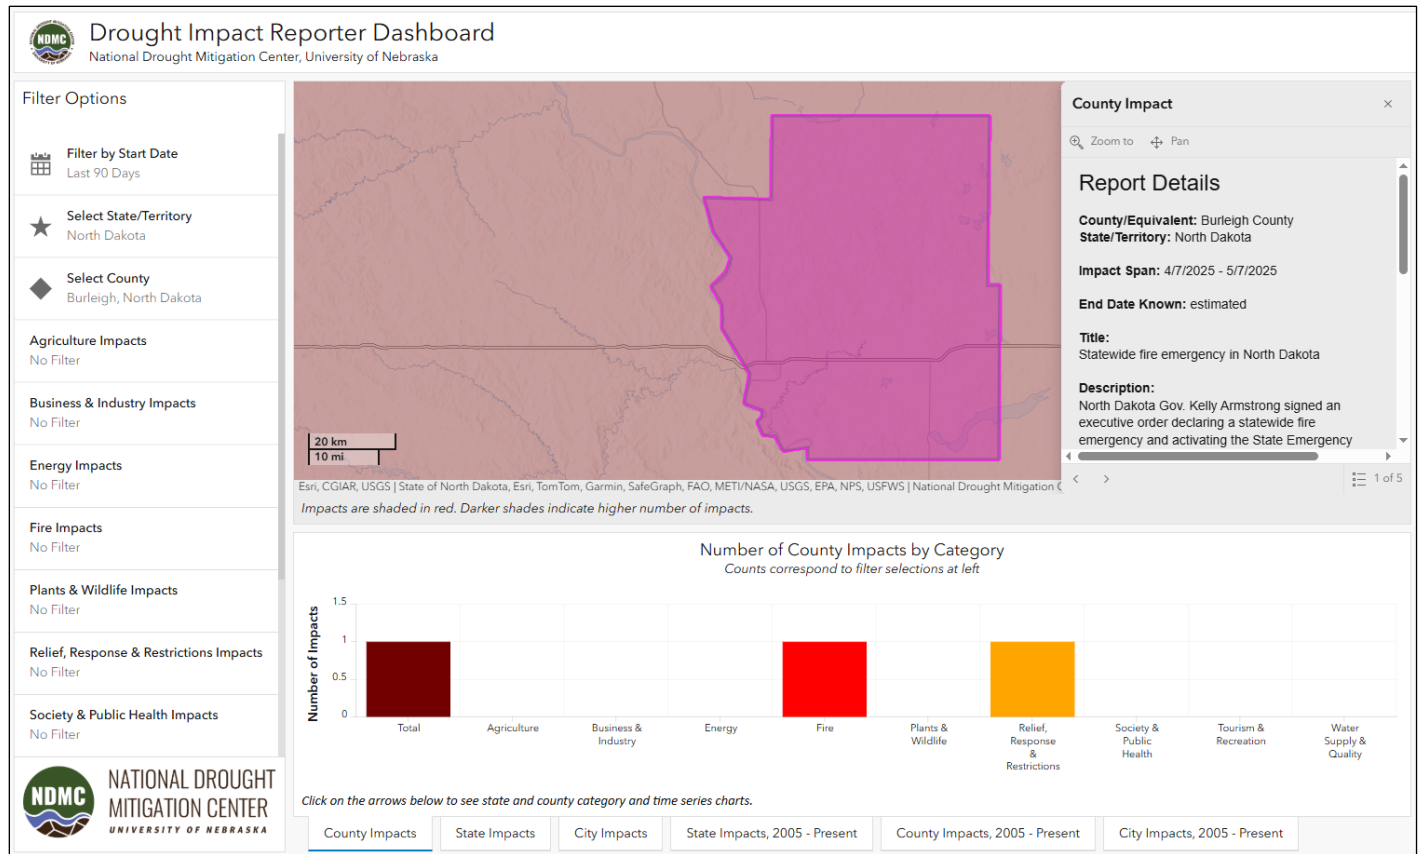 NDMC
Drought Impact Reporter Dashboard
National Drought Mitigation Center, University of Nebraska
Filter Options
Filter by Start Date
Last 90 Days
Select State/Territory
North Dakota
Select County
Burleigh, North Dakota
Agriculture Impacts
No Filter
Business & Industry Impacts
No Filter
Energy Impacts
No Filter
Fire Impacts
No Filter
Plants & Wildlife Impacts
No Filter
Relief, Response & Restrictions Impacts
No Filter
Society & Public Health Impacts
No Filter
NDMC
NATIONAL DROUGHT
MITIGATION CENTER
UNIVERSITY OF NEBRASKA
20 km
10 mi
Esri, CGIAR, USGS | State of North Dakota, Esri, TomTom, Garmin, SafeGraph, FAO, METI/NASA, USGS, EPA, NPS, USFWS | National Drought Mitigation C
Impacts are shaded in red. Darker shades indicate higher number of impacts.
County Impact
Zoom to
Pan
Report Details
County/Equivalent: Burleigh County
State/Territory: North Dakota
Impact Span: 4/7/2025 - 5/7/2025
End Date Known: estimated
Title:
Statewide fire emergency in North Dakota
Description:
North Dakota Gov. Kelly Armstrong signed an
executive order declaring a statewide fire
emergency and activating the State Emergency
1 of 5
Number of County Impacts by Category
Counts correspond to filter selections at left
Number of Impacts
1.5
1
0.5
0
Total
Agriculture
Business &
Industry
Energy
Fire
Plants &
Wildlife
Relief,
Response
&
Restrictions
Society &
Public
Health
Tourism &
Recreation
Water
Supply &
Quality
Click on the arrows below to see state and county category and time series charts.
County Impacts
State Impacts
City Impacts
State Impacts, 2005 - Present
County Impacts, 2005 - Present
City Impacts, 2005 - Present